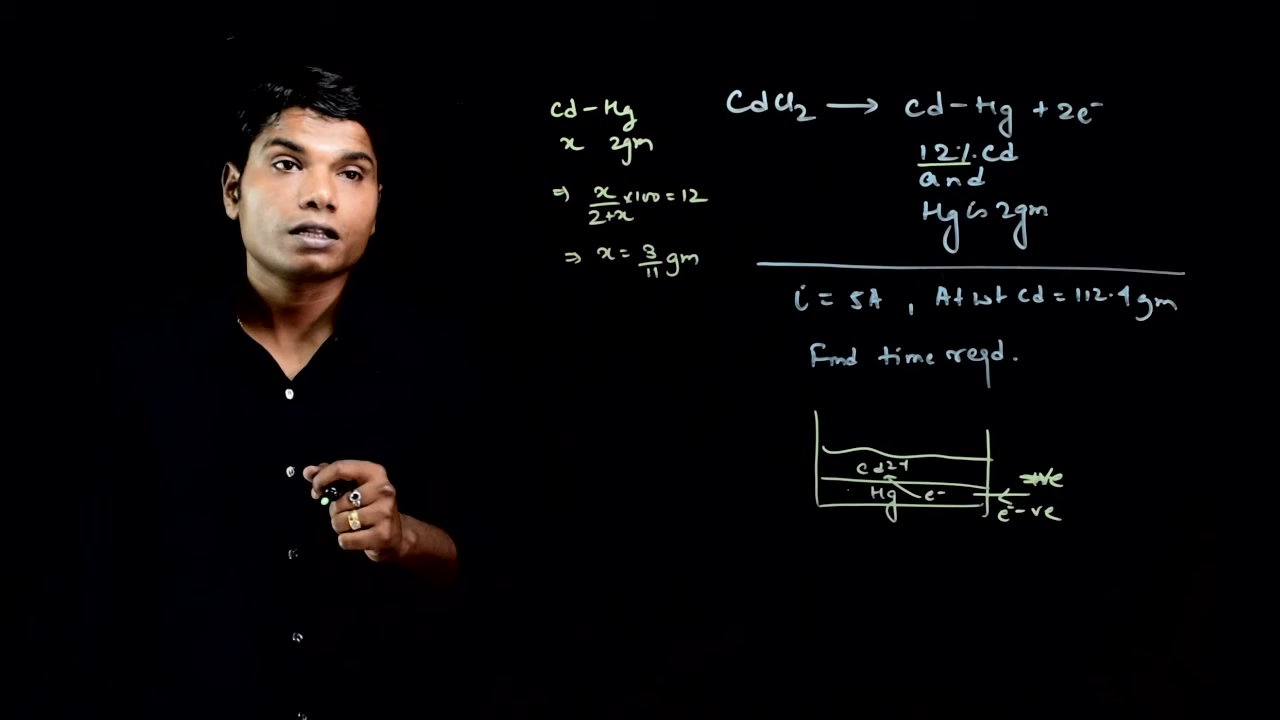 Cd-Hg
x 2gm
⇒ x/2+x ×100 = 12
⇒ x = 3/11 gm
CdCl2 → Cd-Hg + 2e-
12% Cd
and
Hg is 2gm
i = 5A , At wt Cd = 112.4 gm
Find time reqd.
Cd2+
Hg e-
+ve
e- -ve